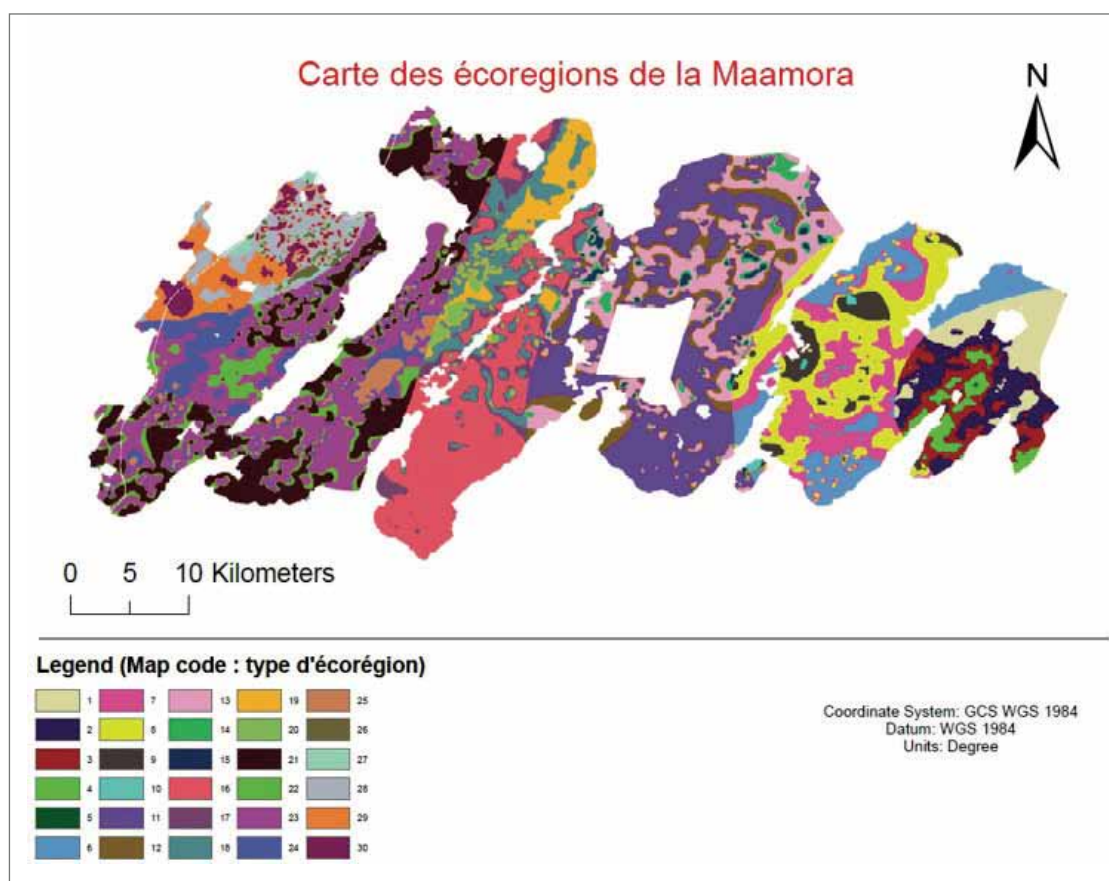 Carte des écoregions de la Maamora
N
0 5 10 Kilometers
Legend (Map code : type d'écorégion)
1 7 13 19 25
2 8 14 20 26
3 9 15 21 27
4 10 16 22 28
5 11 17 23 29
6 12 18 24 30
Coordinate System: GCS WGS 1984
Datum: WGS 1984
Units: Degree